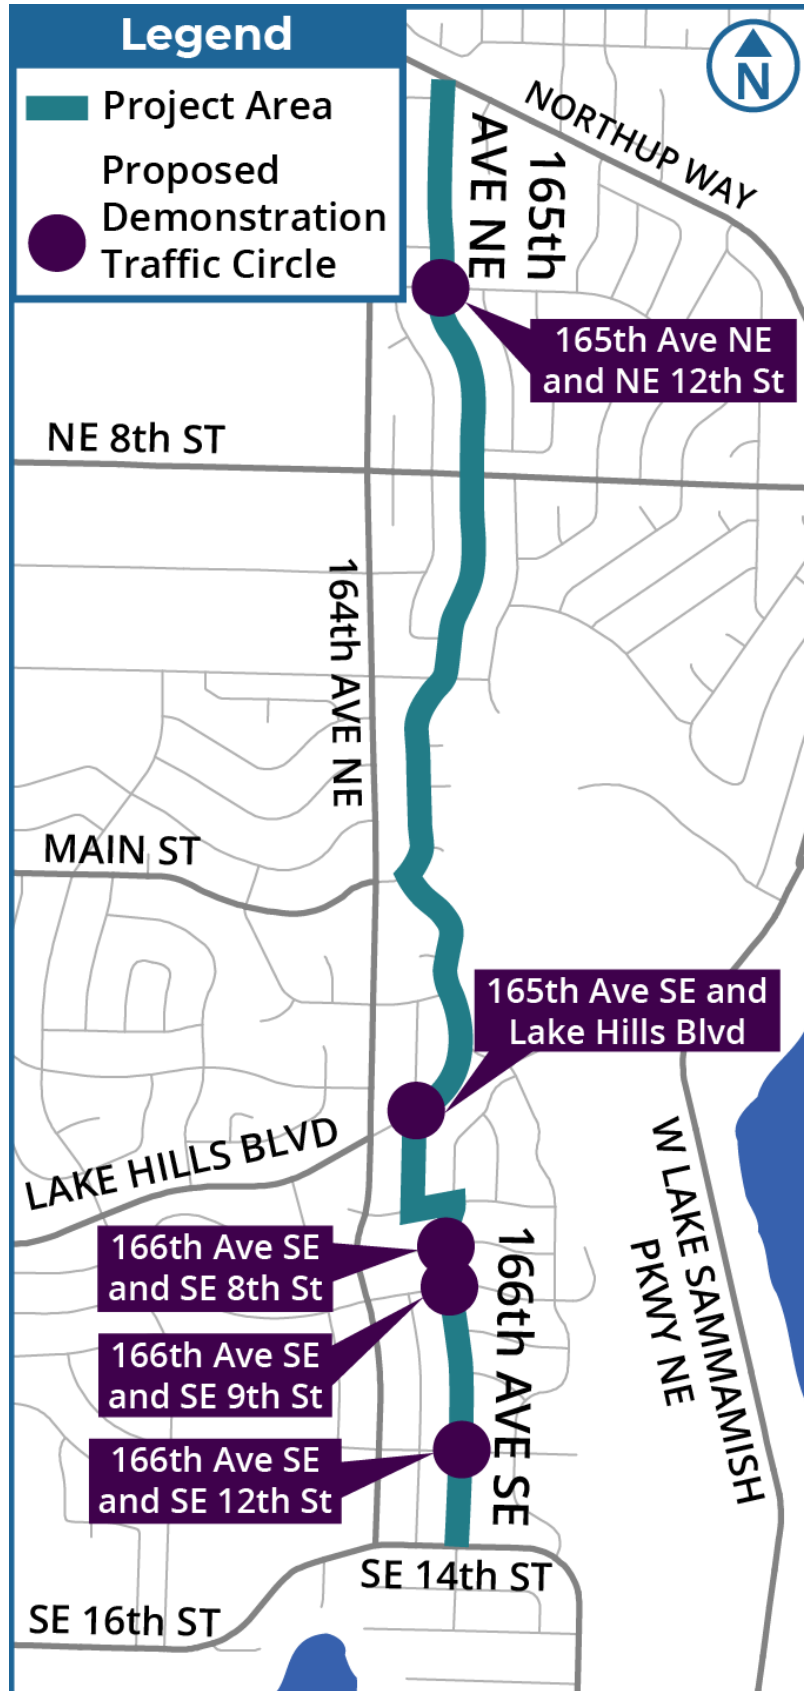 Legend
Project Area
Proposed
Demonstration
Traffic Circle
N
NORTHUP WAY
165th
AVE NE
165th Ave NE
and NE 12th St
NE 8th ST
164th AVE NE
MAIN ST
165th Ave SE and
Lake Hills Blvd
LAKE HILLS BLVD
W LAKE SAMMAMISH
PKWY NE
166th Ave SE
and SE 8th St
166th AVE SE
166th Ave SE
and SE 9th St
166th Ave SE
and SE 12th St
SE 14th ST
SE 16th ST